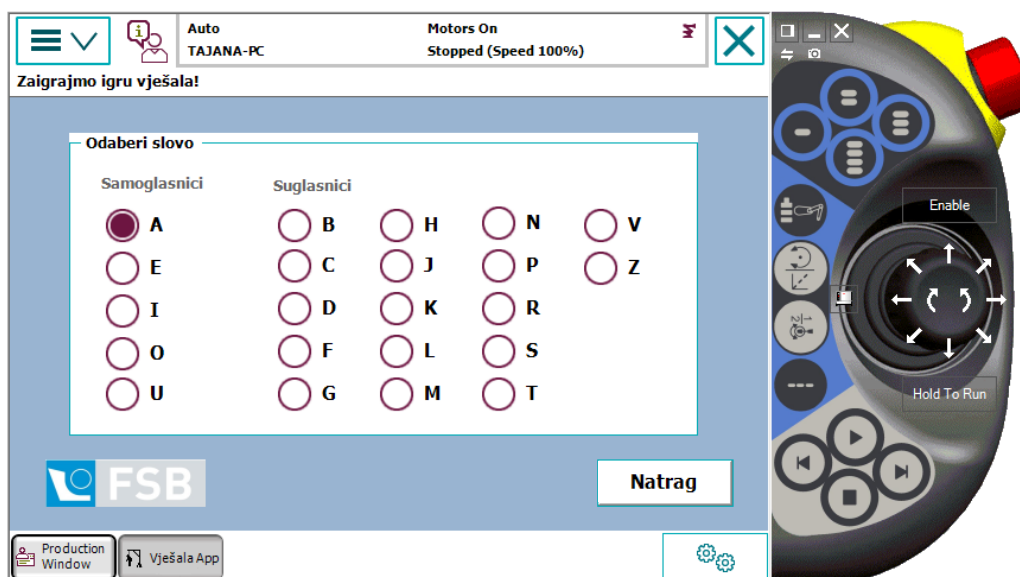 Auto
TAJANA-PC
Motors On
Stopped (Speed 100%)
Zaigrajmo igru vješala!
Odaberi slovo
Samoglasnici
Suglasnici
A B H N V
E C J P Z
I D K R
O F L S
U G M T
FSB
Natrag
Production
Window
Vješala App
Enable
Hold To Run